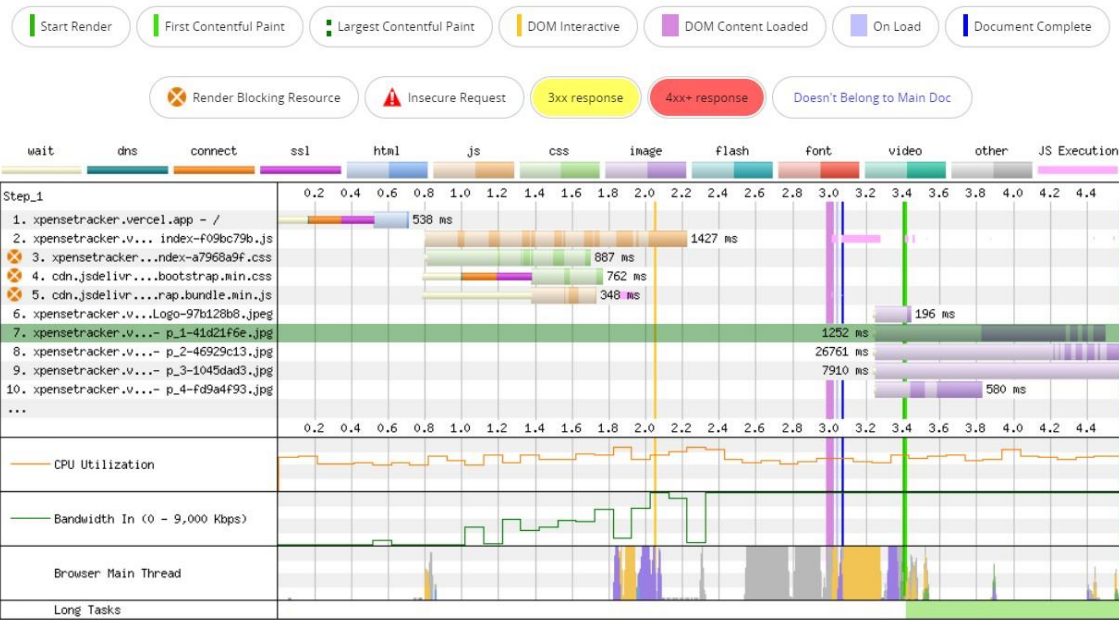 Start Render First Contentful Paint Largest Contentful Paint DOM Interactive DOM Content Loaded On Load Document Complete
Render Blocking Resource Insecure Request 3xx response 4xx+ response Doesn't Belong to Main Doc
wait dns connect ssl html js css image flash font video other JS Execution
Step_1 0.2 0.4 0.6 0.8 1.0 1.2 1.4 1.6 1.8 2.0 2.2 2.4 2.6 2.8 3.0 3.2 3.4 3.6 3.8 4.0 4.2 4.4
1. xpensetracker.vercel.app - / 538 ms
2. xpensetracker.v... index-f09bc79b.js 1427 ms
3. xpensetracker...ndex-a7968a9f.css 887 ms
4. cdn.jsdelivr....bootstrap.min.css 762 ms
5. cdn.jsdelivr....rap.bundle.min.js 348 ms
6. xpensetracker.v...Logo-97b128b8.jpeg 196 ms
7. xpensetracker.v...- p_1-41d21f6e.jpg 1252 ms
8. xpensetracker.v...- p_2-46929c13.jpg 26761 ms
9. xpensetracker.v...- p_3-1045dad3.jpg 7910 ms
10. xpensetracker.v...- p_4-fd9a4f93.jpg 580 ms
...
0.2 0.4 0.6 0.8 1.0 1.2 1.4 1.6 1.8 2.0 2.2 2.4 2.6 2.8 3.0 3.2 3.4 3.6 3.8 4.0 4.2 4.4
CPU Utilization
Bandwidth In (0 - 9,000 Kbps)
Browser Main Thread
Long Tasks